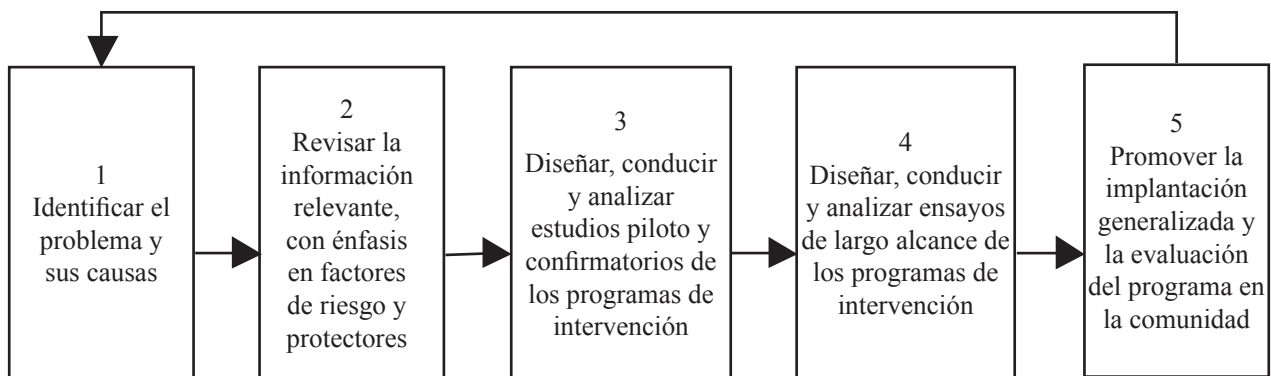 1
Identificar el
problema y
sus causas
2
Revisar la
información
relevante,
con énfasis
en factores
de riesgo y
protectores
3
Diseñar, conducir
y analizar
estudios piloto y
confirmatorios de
los programas de
intervención
4
Diseñar, conducir
y analizar ensayos
de largo alcance de
los programas de
intervención
5
Promover la
implantación
generalizada y
la evaluación
del programa en
la comunidad